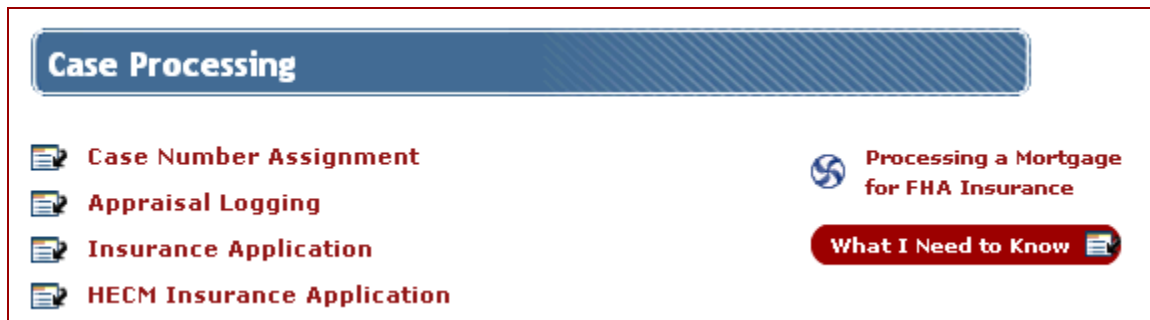 Case Processing
Case Number Assignment
Appraisal Logging
Insurance Application
HECM Insurance Application
Processing a Mortgage
for FHA Insurance
What I Need to Know